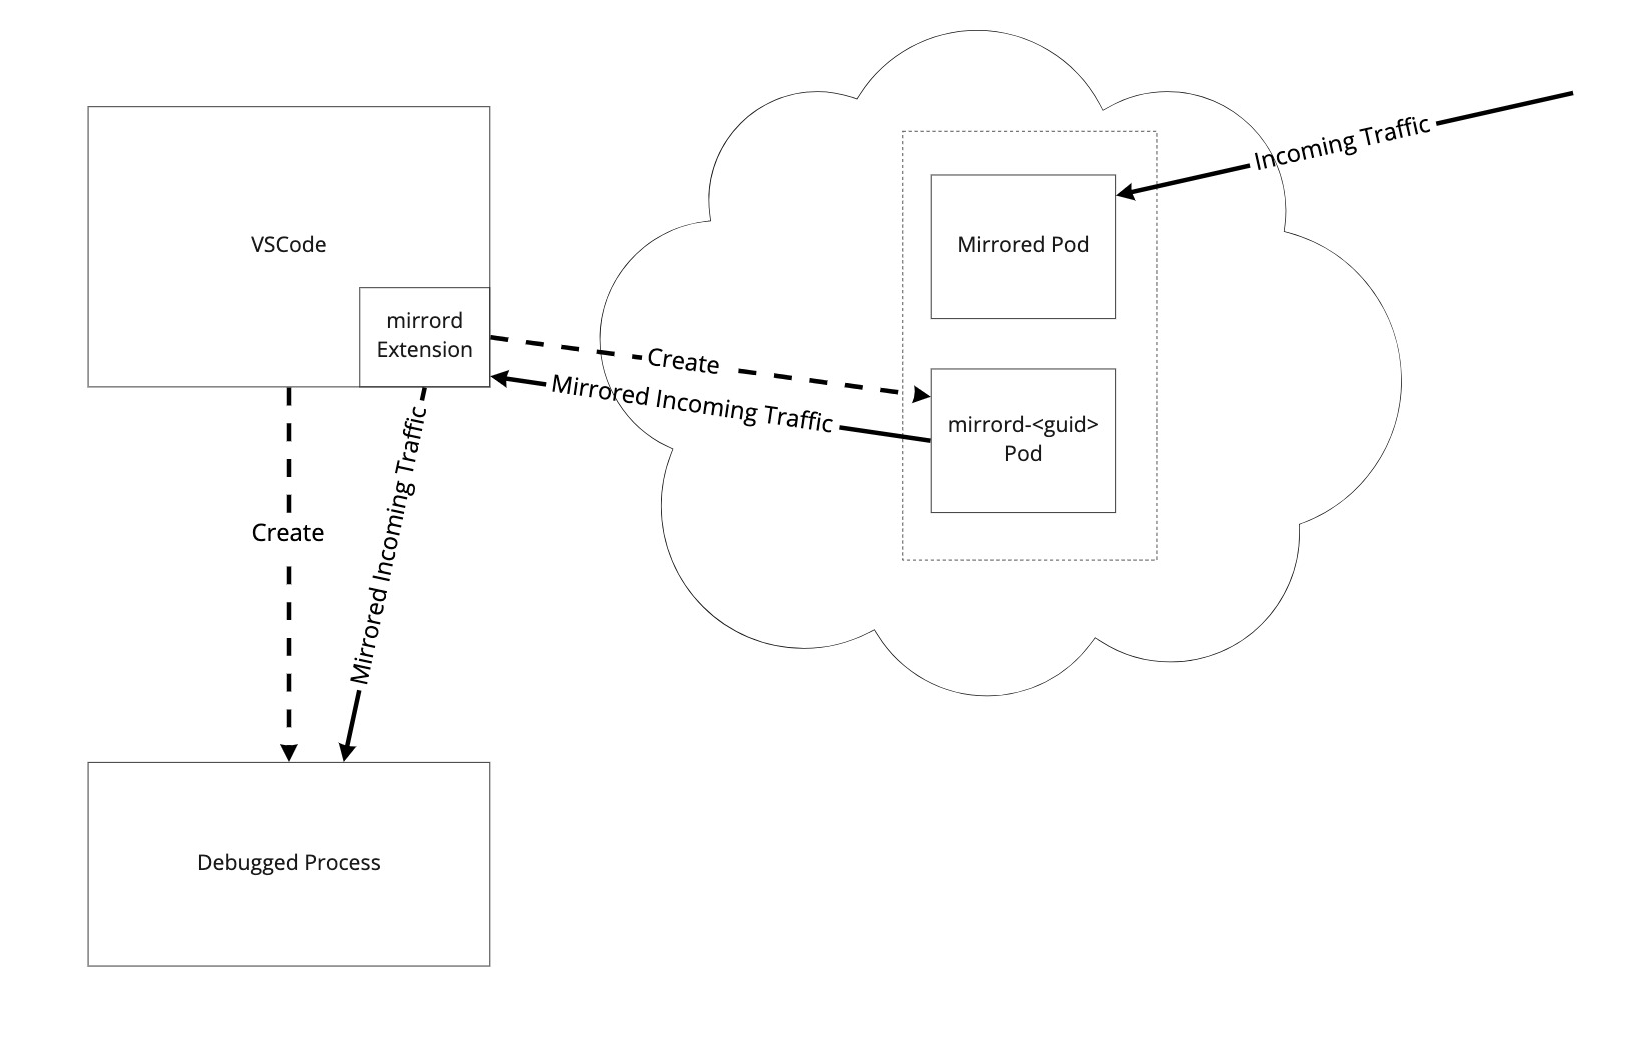 Incoming Traffic
VSCode
Mirrored Pod
mirrord
Extension
Create
Mirrored Incoming Traffic
mirrord-<guid>
Pod
Create
Mirrored Incoming Traffic
Debugged Process